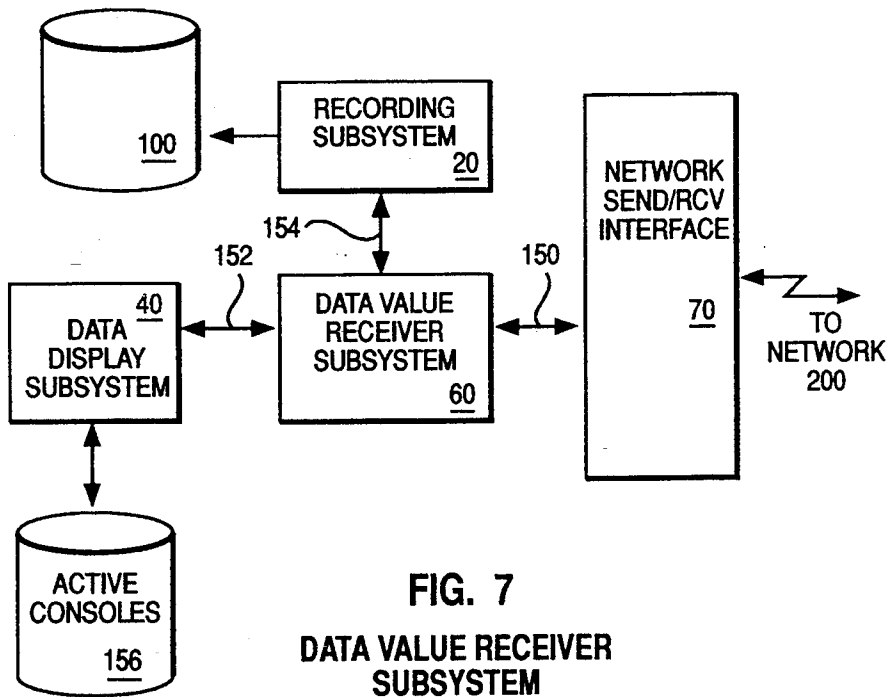 100
RECORDING
SUBSYSTEM
20
154
152
150
40
DATA
DISPLAY
SUBSYSTEM
DATA VALUE
RECEIVER
SUBSYSTEM
60
NETWORK
SEND/RCV
INTERFACE
70
TO
NETWORK
200
ACTIVE
CONSOLES
156
FIG. 7
DATA VALUE RECEIVER
SUBSYSTEM